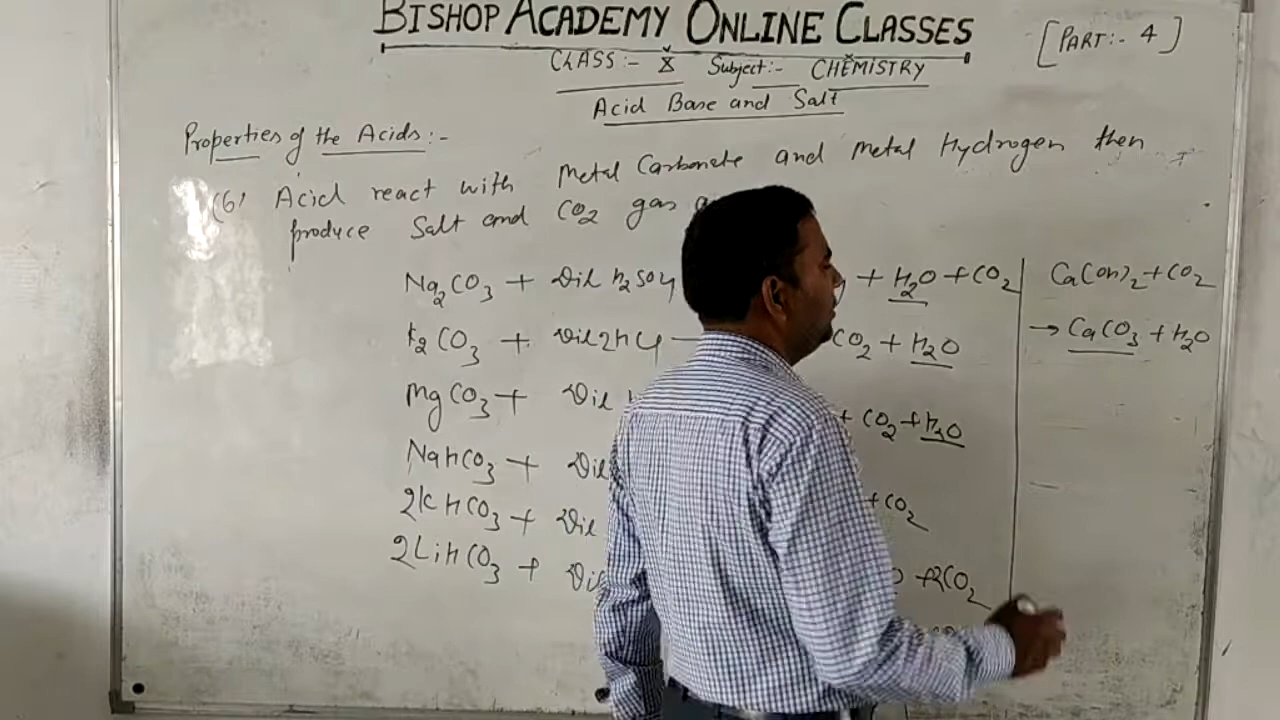 BISHOP ACADEMY ONLINE CLASSES
[PART:- 4]
CLASS:- X Subject:- CHEMISTRY
Acid Base and Salt
Properties of the Acids:-
(6) Acid react with Metal Carbonate and Metal Hydrogen then
produce Salt and CO2 gas
Na2CO3 + Dil H2SO4 + H2O + CO2
K2CO3 + Dil 2HCl — CO2 + H2O
MgCO3 + Dil + CO2 + H2O
NaHCO3 + Dil
2KHCO3 + Dil + CO2
2LiHCO3 + Dil + 2CO2
Ca(OH)2 + CO2
→ CaCO3 + H2O